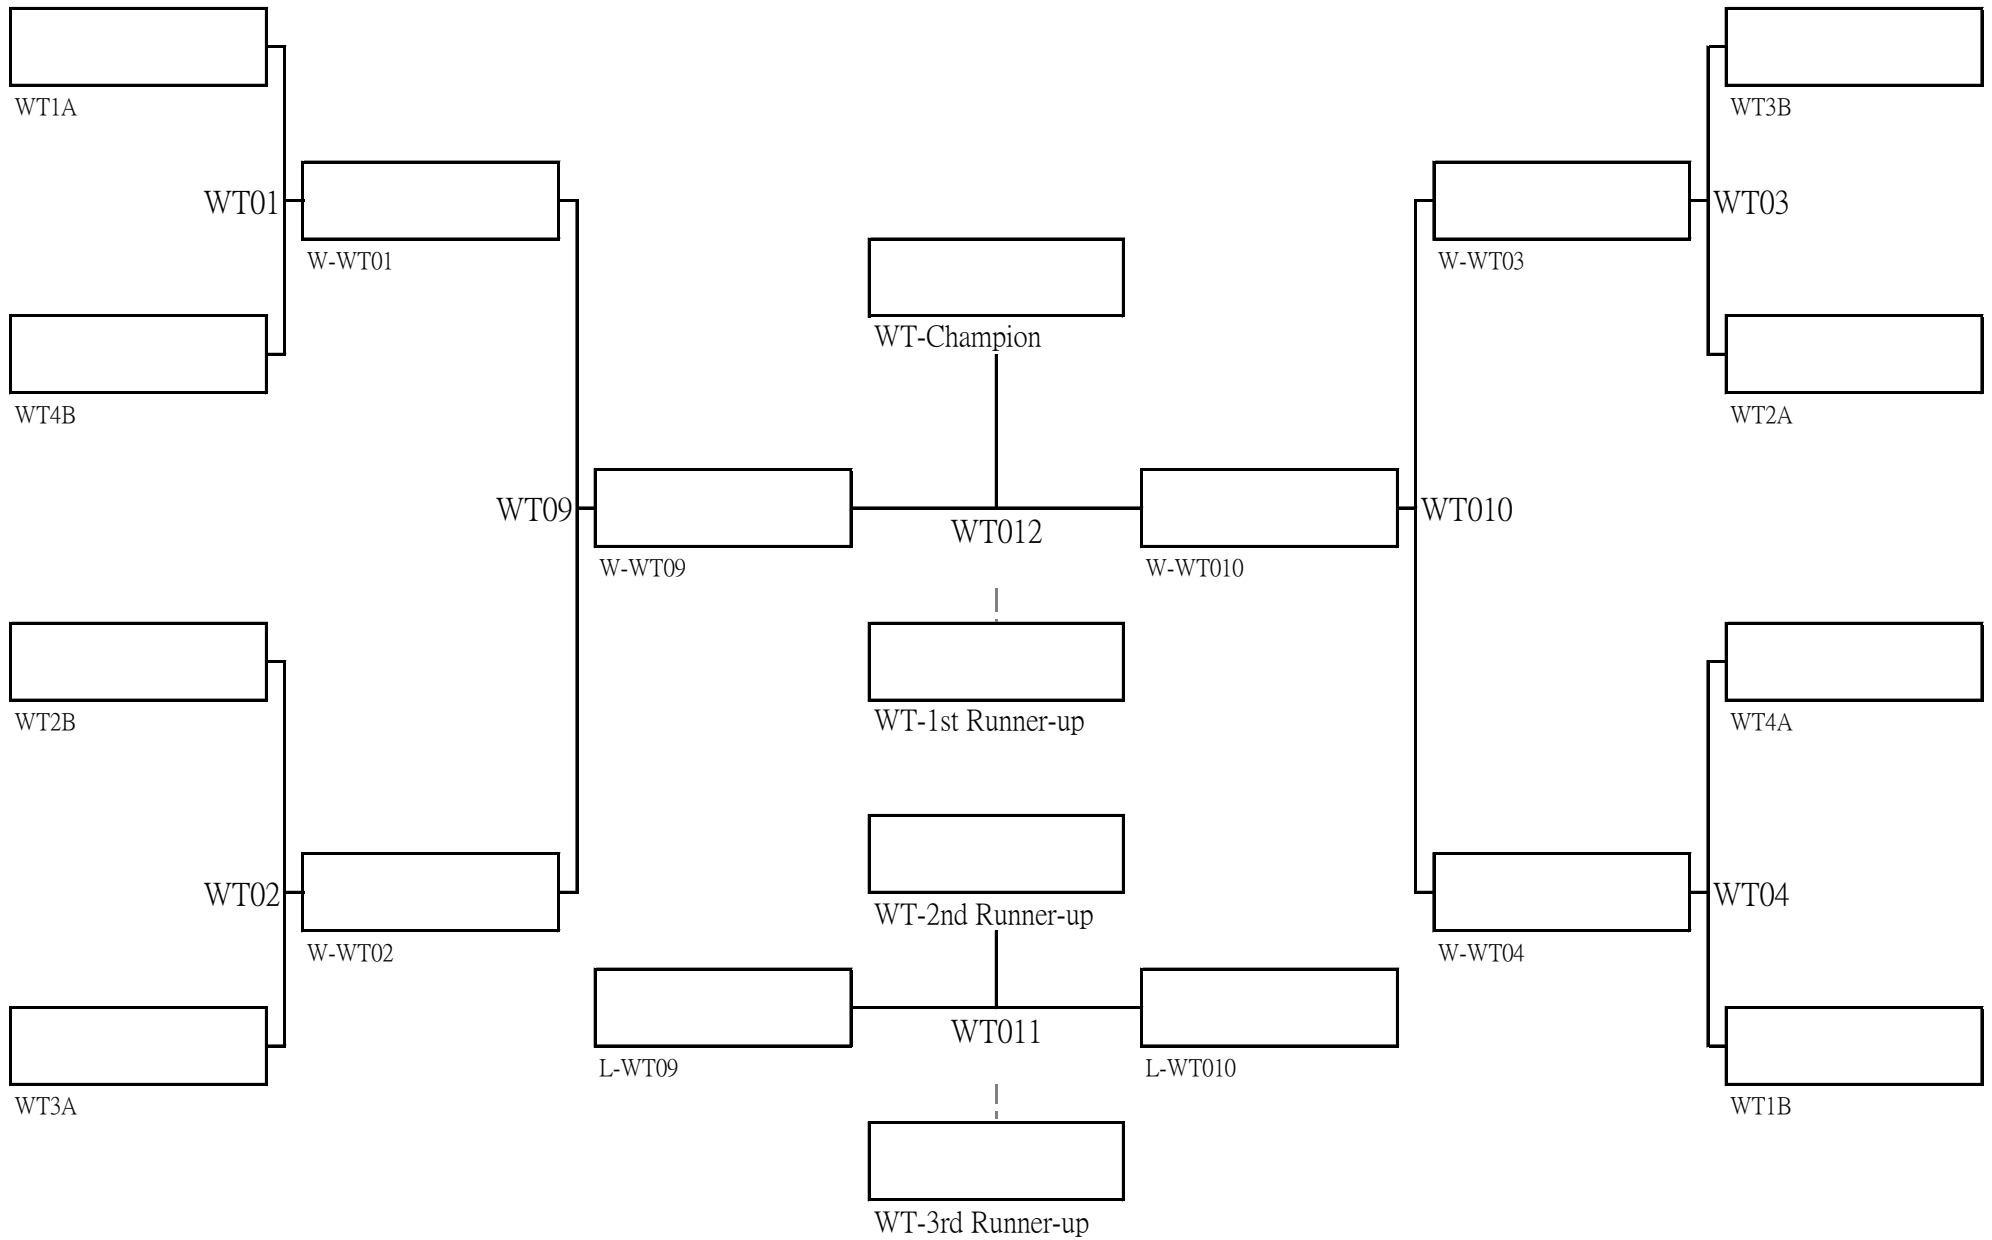 WT1A
WT3B
WT01
WT03
W-WT01
W-WT03
WT-Champion
WT4B
WT2A
WT09
WT010
WT012
W-WT09
W-WT010
WT2B
WT-1st Runner-up
WT4A
WT02
WT04
WT-2nd Runner-up
W-WT02
W-WT04
WT011
L-WT09
L-WT010
WT3A
WT1B
WT-3rd Runner-up